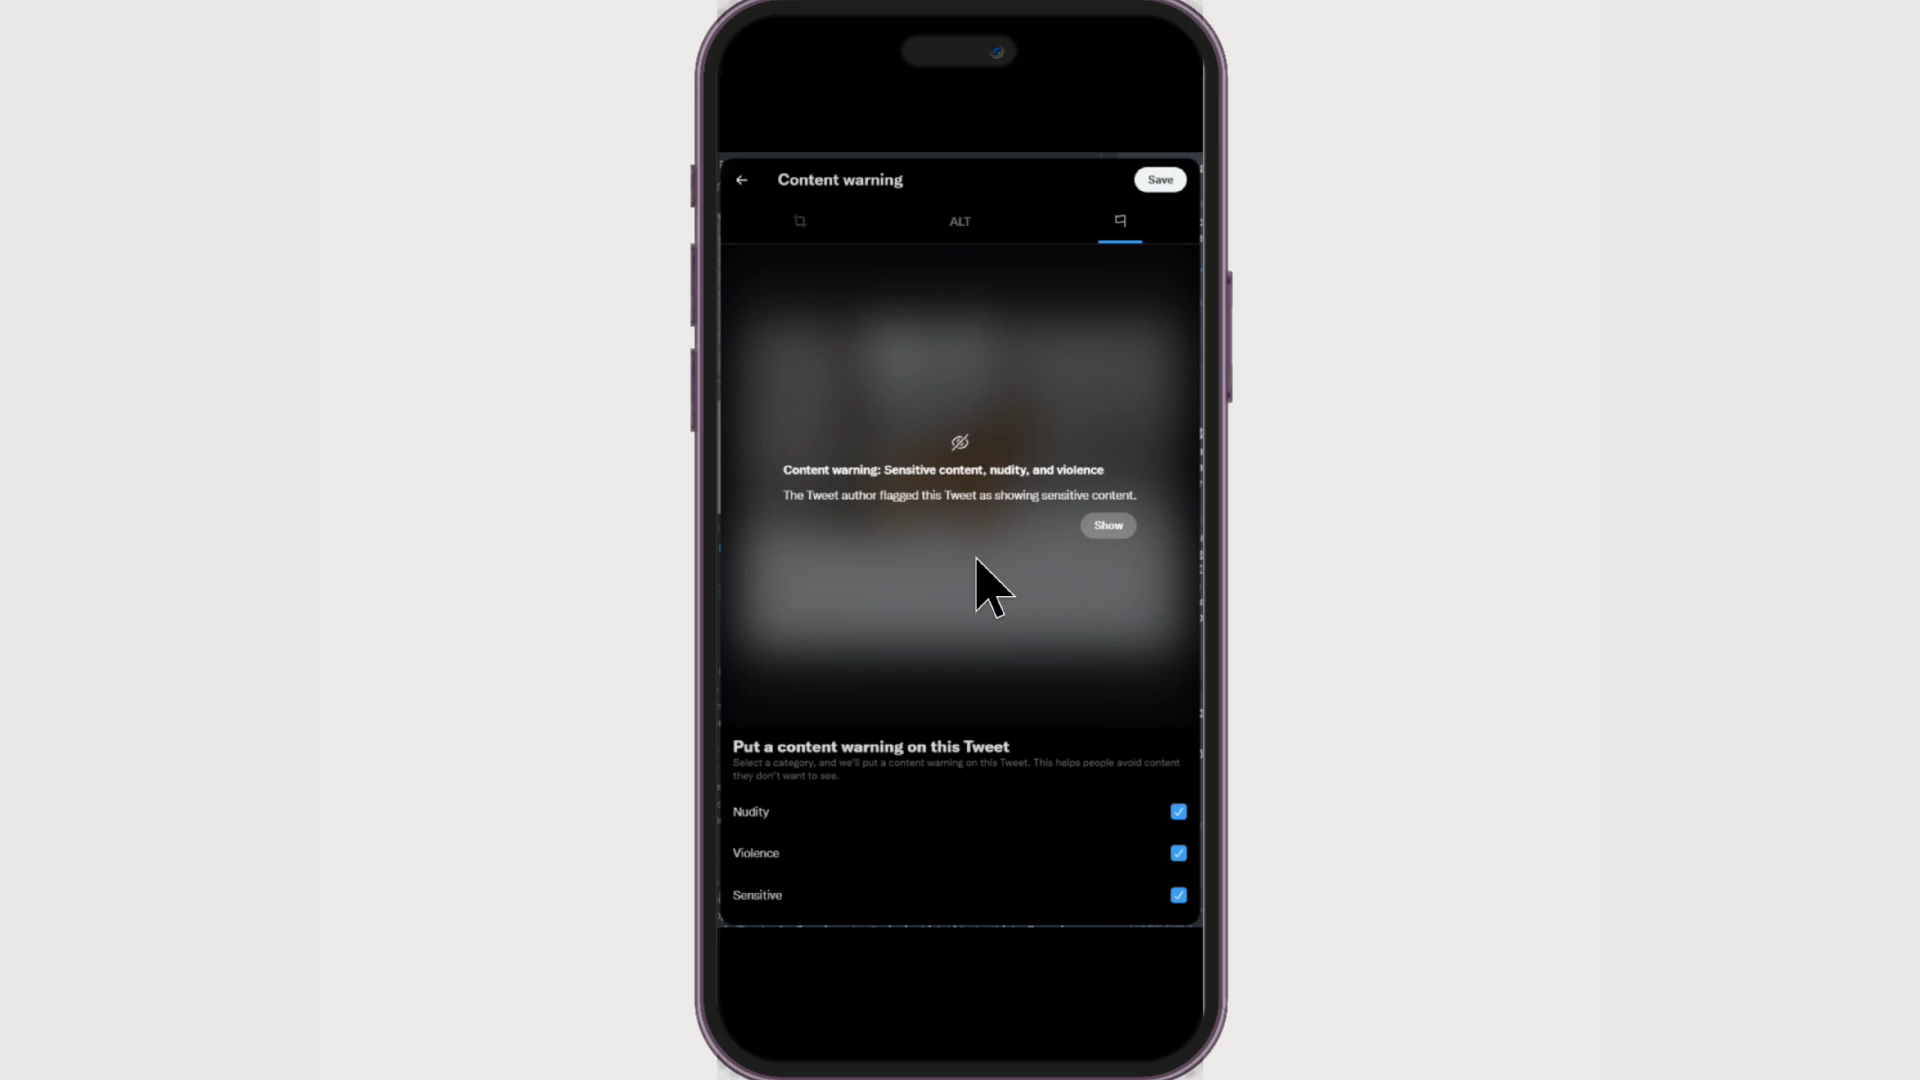 Content warning
Save
ALT
Content warning: Sensitive content, nudity, and violence
The Tweet author flagged this Tweet as showing sensitive content.
Show
Put a content warning on this Tweet
Select a category, and we'll put a content warning on this Tweet. This helps people avoid content
they don't want to see.
Nudity
Violence
Sensitive